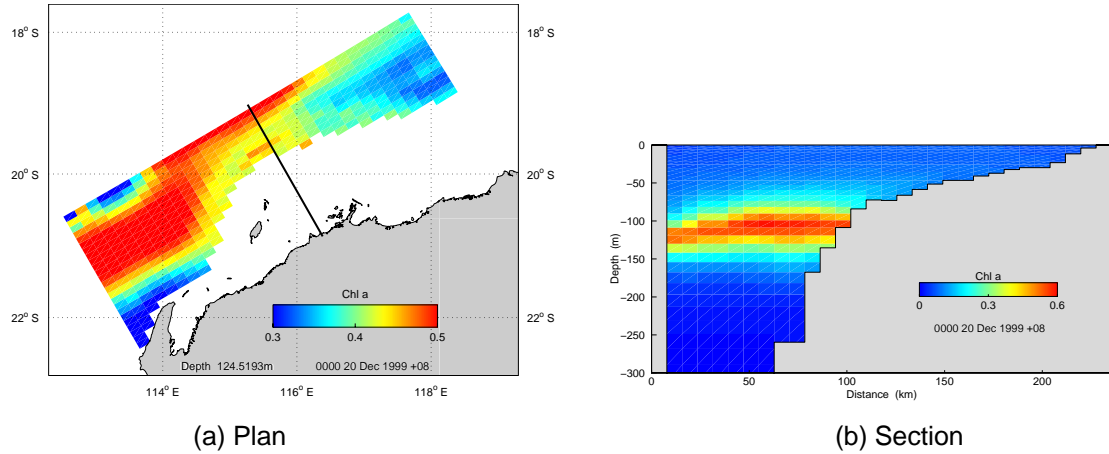 18° S
20° S
22° S
18° S
20° S
22° S
Chl a
0.3
0.4
0.5
Depth 124.5193m
0000 20 Dec 1999 +08
114° E
116° E
118° E
(a) Plan
0
−50
−100
−150
−200
−250
−300
Depth (m)
Chl a
0
0.3
0.6
0000 20 Dec 1999 +08
0
50
100
150
200
Distance (km)
(b) Section